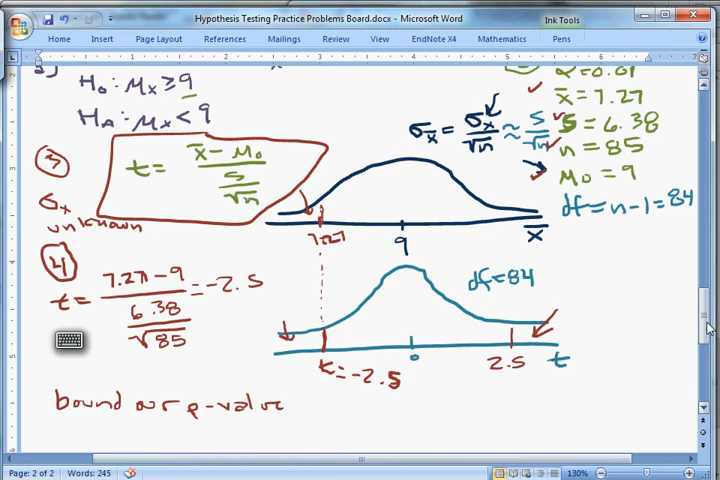 Hypothesis Testing Practice Problems Board.docx - Microsoft Word
Ink Tools
Home
Insert
Page Layout
References
Mailings
Review
View
EndNote X4
Mathematics
Pens
H₀: μₓ ≥ 9
Hₐ: μₓ < 9
③
t = x̄ - μ₀ / s/√n
σₓ unknown
σx̄ = σₓ/√n ≈ s/√n
α = 0.01
x̄ = 7.27
s = 6.38
n = 85
μ₀ = 9
df = n-1 = 84
7.27
9
x̄
④
t = 7.27 - 9 / 6.38/√85 = -2.5
df = 84
t = -2.5
0
2.5
t
bound our p-value
Page: 2 of 2
Words: 245
130%